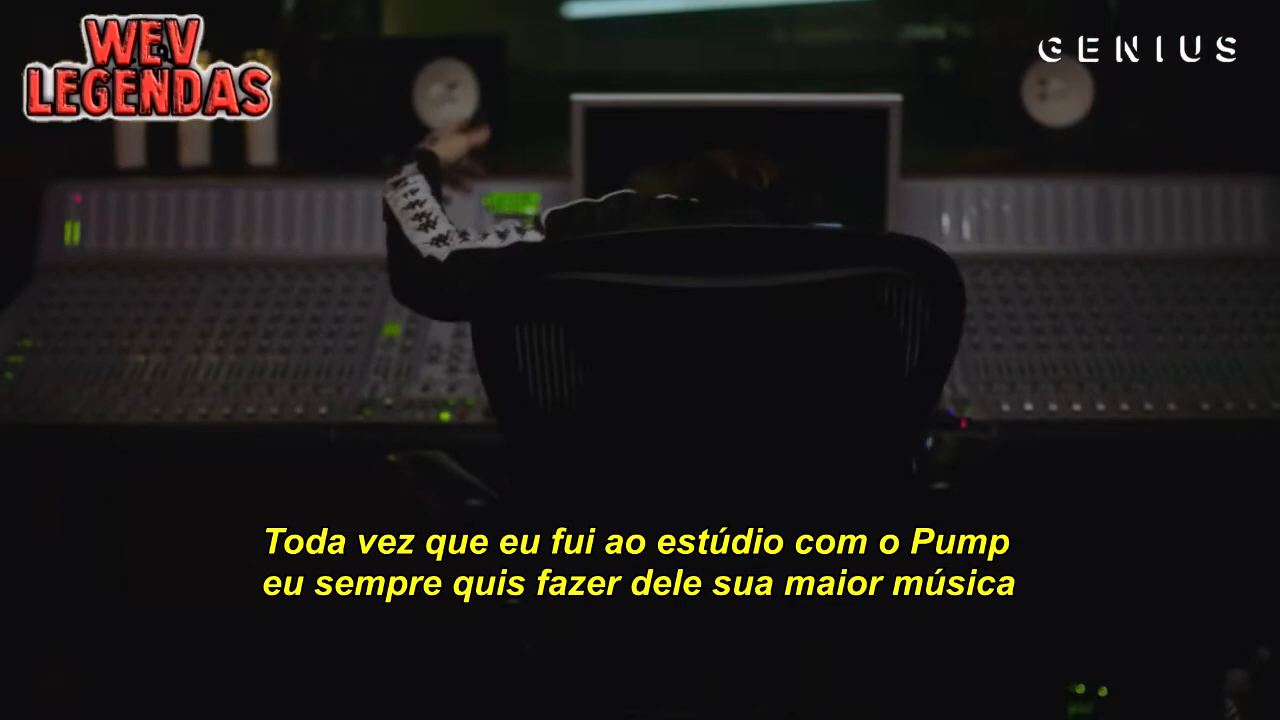 WEV
LEGENDAS
GENIUS
Toda vez que eu fui ao estúdio com o Pump
eu sempre quis fazer dele sua maior música